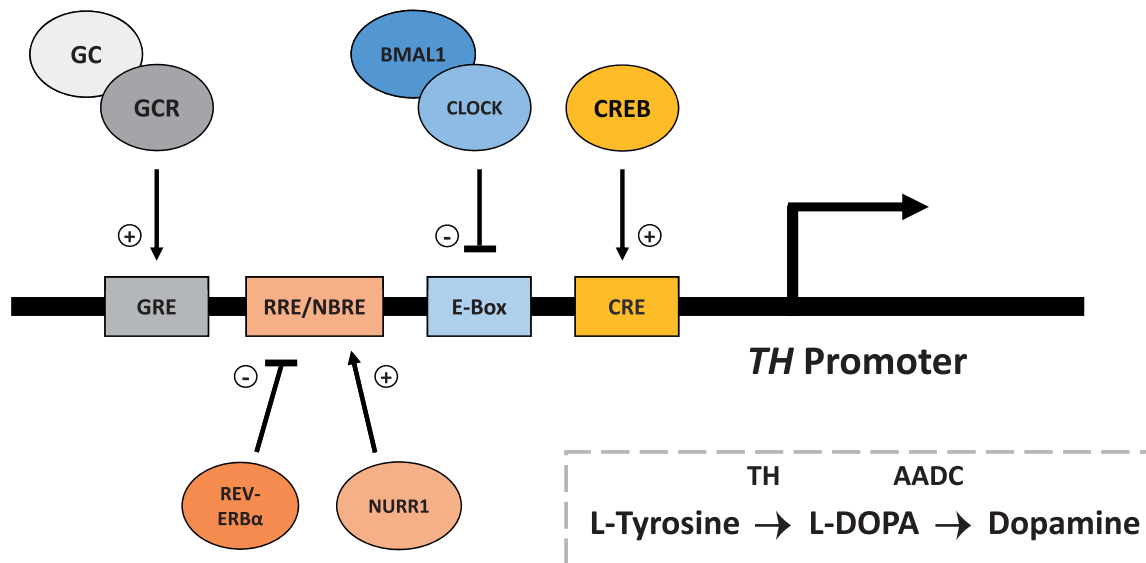 GC
GCR
BMAL1
CLOCK
CREB
+
-
+
GRE
RRE/NBRE
E-Box
CRE
TH Promoter
-
+
REV-
ERBα
NURR1
TH
AADC
L-Tyrosine → L-DOPA → Dopamine